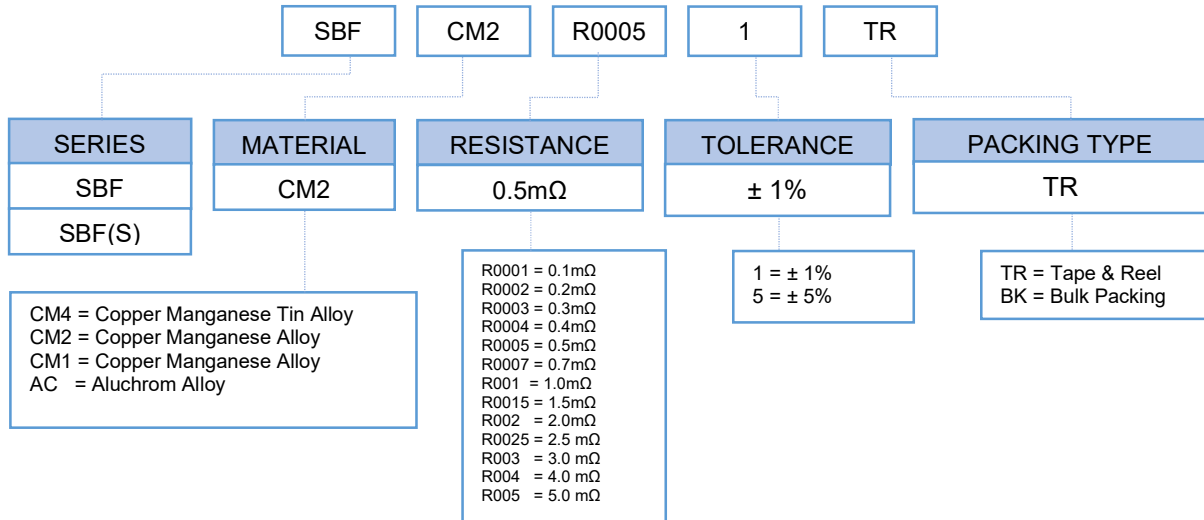 SBF CM2 R0005 1 TR
SERIES MATERIAL RESISTANCE TOLERANCE PACKING TYPE
SBF CM2 0.5mΩ ± 1% TR
SBF(S)
CM4 = Copper Manganese Tin Alloy
CM2 = Copper Manganese Alloy
CM1 = Copper Manganese Alloy
AC = Aluchrom Alloy
R0001 = 0.1mΩ
R0002 = 0.2mΩ
R0003 = 0.3mΩ
R0004 = 0.4mΩ
R0005 = 0.5mΩ
R0007 = 0.7mΩ
R001 = 1.0mΩ
R0015 = 1.5mΩ
R002 = 2.0mΩ
R0025 = 2.5 mΩ
R003 = 3.0 mΩ
R004 = 4.0 mΩ
R005 = 5.0 mΩ
1 = ± 1%
5 = ± 5%
TR = Tape & Reel
BK = Bulk Packing